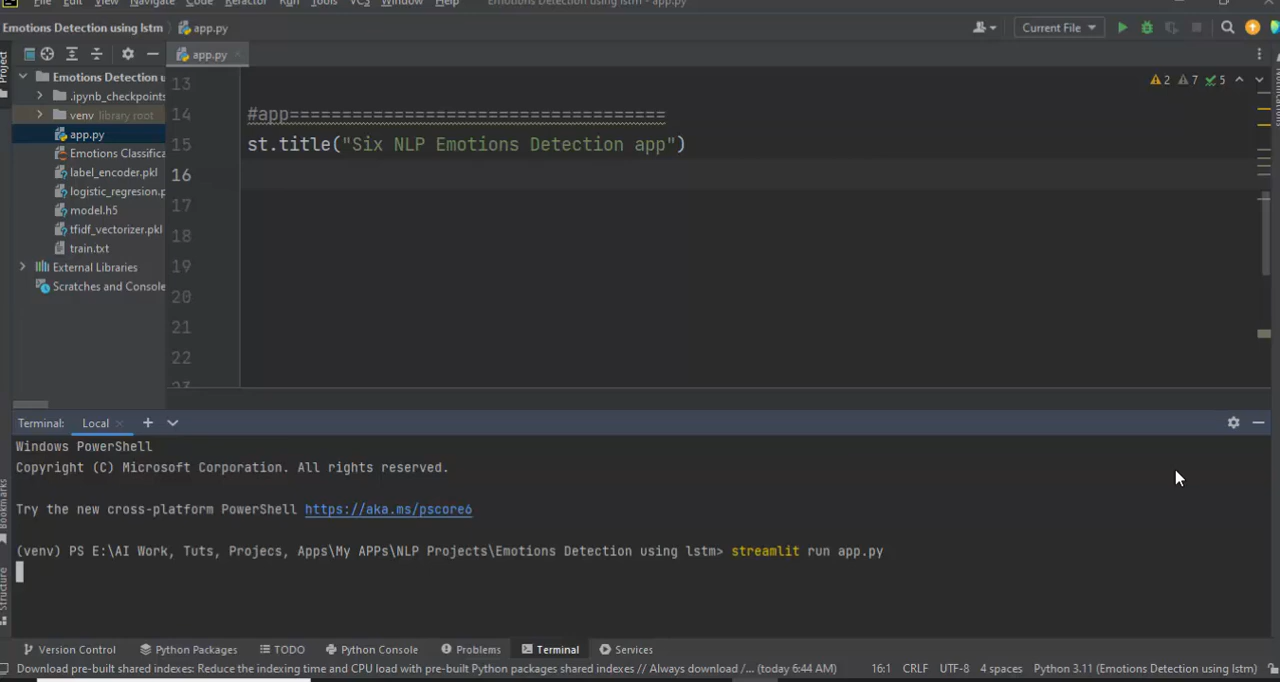 File Edit View Navigate Code Refactor Run Tools VCS Window Help Emotions Detection using lstm - app.py
Emotions Detection using lstm app.py Current File
Project app.py
Emotions Detection u
.ipynb_checkpoints
venv library root
app.py
Emotions Classifica
label_encoder.pkl
logistic_regresion.p
model.h5
tfidf_vectorizer.pkl
train.txt
External Libraries
Scratches and Console
2 7 5
13
14 #app====================================
15 st.title("Six NLP Emotions Detection app")
16
17
18
19
20
21
22
23
Terminal: Local
Windows PowerShell
Copyright (C) Microsoft Corporation. All rights reserved.
Try the new cross-platform PowerShell https://aka.ms/pscore6
(venv) PS E:\AI Work, Tuts, Projecs, Apps\My APPs\NLP Projects\Emotions Detection using lstm> streamlit run app.py
Bookmarks
Structure
Version Control Python Packages TODO Python Console Problems Terminal Services
Download pre-built shared indexes: Reduce the indexing time and CPU load with pre-built Python packages shared indexes // Always download /... (today 6:44 AM) 16:1 CRLF UTF-8 4 spaces Python 3.11 (Emotions Detection using lstm)